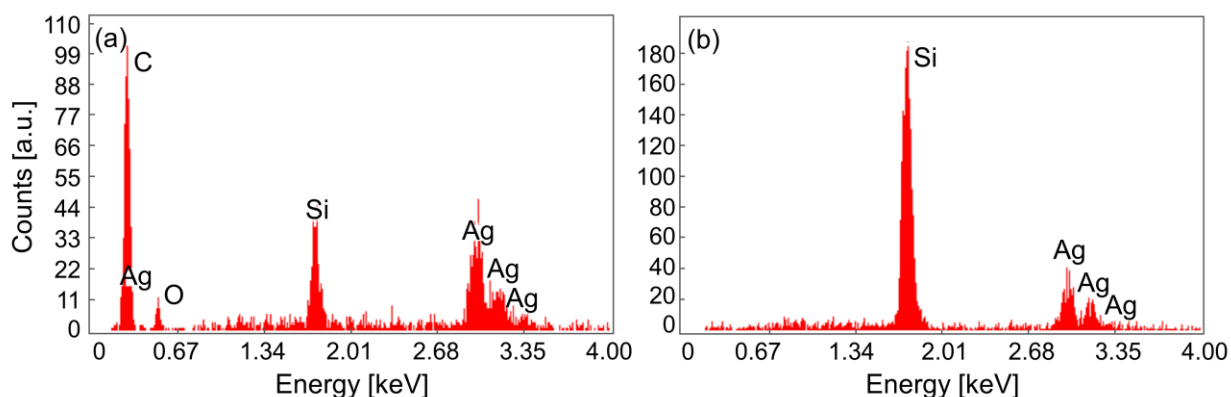 (a)
110
99
88
77
66
55
44
33
22
11
0
Counts [a.u.]
C
Ag
O
Si
Ag
Ag
Ag
0 0.67 1.34 2.01 2.68 3.35 4.00
Energy [keV]
(b)
180
160
140
120
100
80
60
40
20
0
Si
Ag
Ag
Ag
0 0.67 1.34 2.01 2.68 3.35 4.00
Energy [keV]